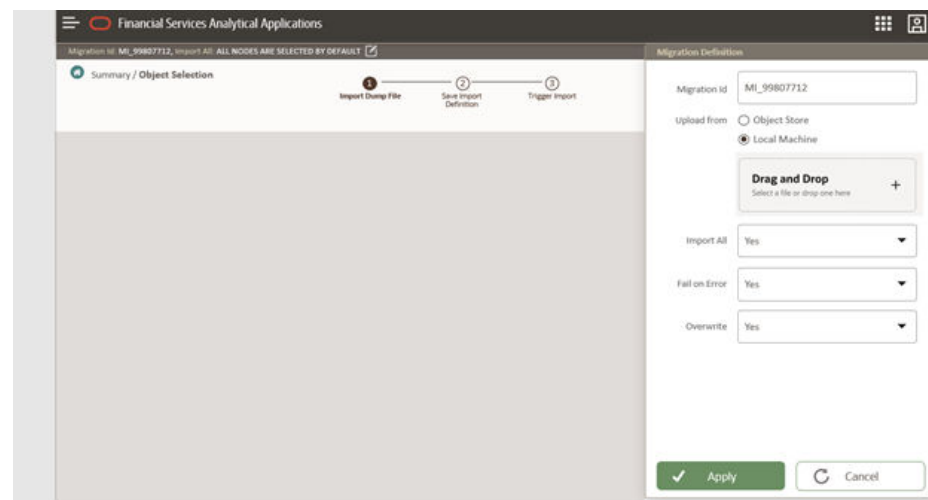 Financial Services Analytical Applications
Migration Id: MI_99807712, Import All: ALL NODES ARE SELECTED BY DEFAULT
Migration Definition
Summary / Object Selection
1
2
3
Import Dump File
Save Import
Definition
Trigger Import
Migration Id
MI_99807712
Upload from
Object Store
Local Machine
Drag and Drop
Select a file or drop one here
+
Import All
Yes
Fail on Error
Yes
Overwrite
Yes
Apply
Cancel